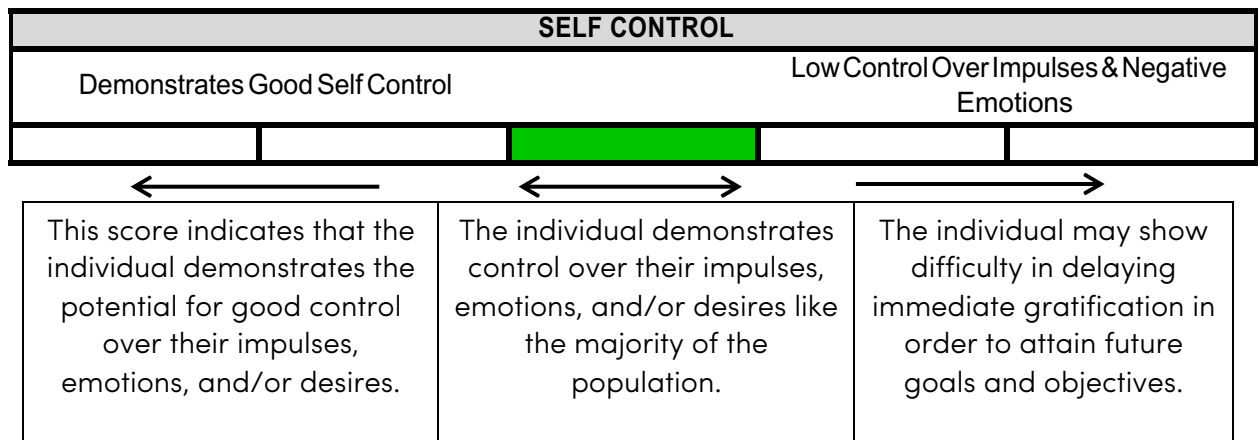 SELF CONTROL
Demonstrates Good Self Control
Low Control Over Impulses & Negative
Emotions
This score indicates that the
individual demonstrates the
potential for good control
over their impulses,
emotions, and/or desires.
The individual demonstrates
control over their impulses,
emotions, and/or desires like
the majority of the
population.
The individual may show
difficulty in delaying
immediate gratification in
order to attain future
goals and objectives.